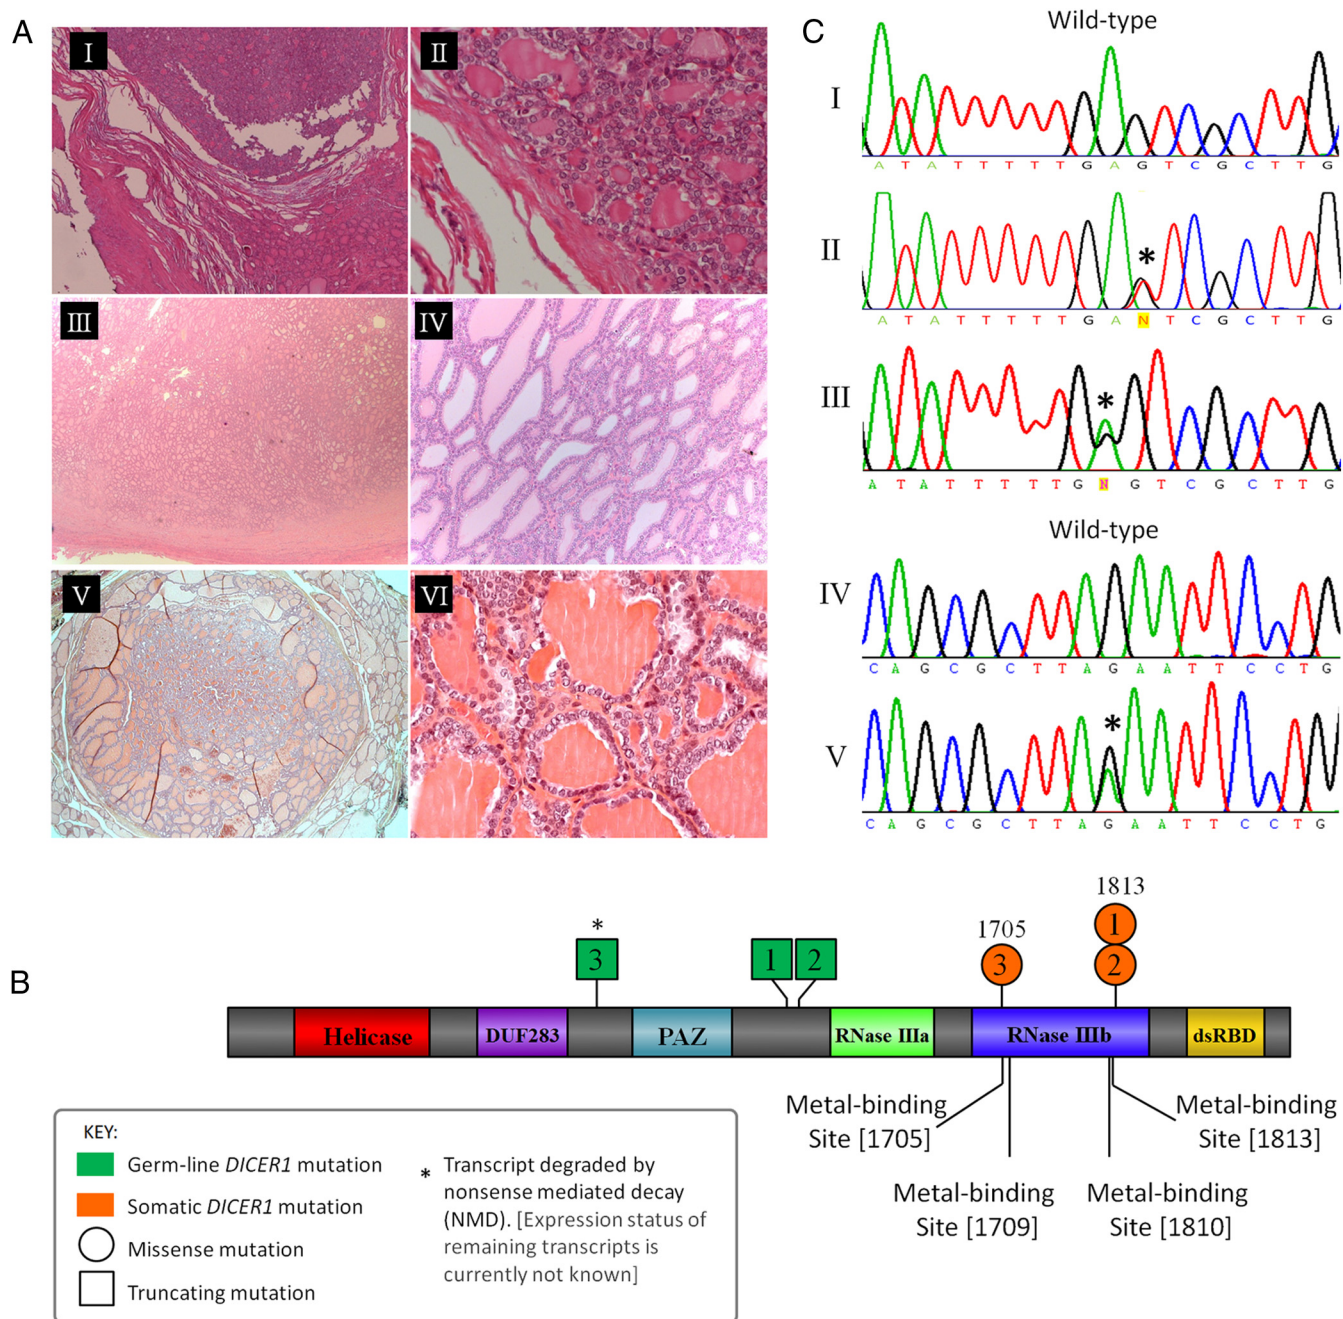 A
I
II
III
IV
V
VI
C
Wild-type
I
A T A T T T T T G A G T C G C T T G
II
*
A T A T T T T T G A N T C G C T T G
III
*
A T A T T T T T G N G T C G C T T G
Wild-type
IV
C A G C G C T T A G A A T T C C T G
V
*
C A G C G C T T A G A A T T C C T G
B
*
3
1
2
1705
3
1813
1
2
Helicase
DUF283
PAZ
RNase IIIa
RNase IIIb
dsRBD
Metal-binding
Site [1705]
Metal-binding
Site [1813]
Metal-binding
Site [1709]
Metal-binding
Site [1810]
KEY:
Germ-line DICER1 mutation
Somatic DICER1 mutation
Missense mutation
Truncating mutation
* Transcript degraded by
nonsense mediated decay
(NMD). [Expression status of
remaining transcripts is
currently not known]